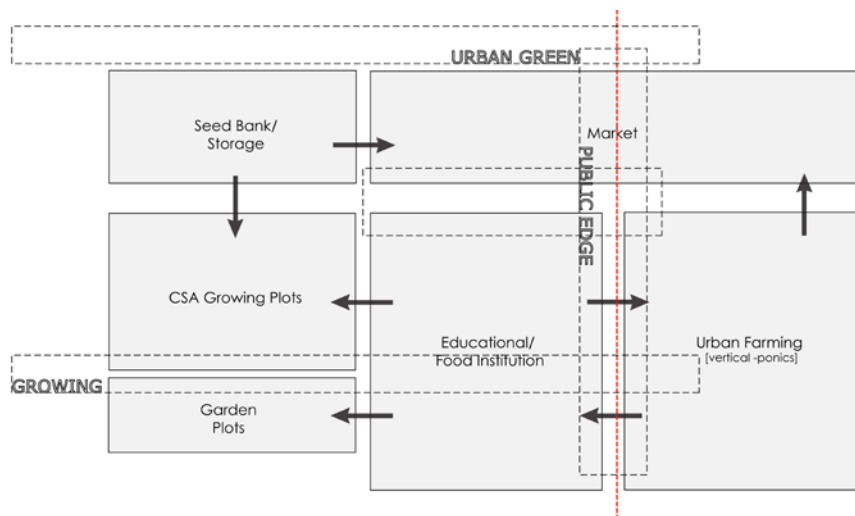 URBAN GREEN
Seed Bank/
Storage
Market
PUBLIC EDGE
CSA Growing Plots
Educational/
Food Institution
Urban Farming
[vertical -ponics]
GROWING
Garden
Plots